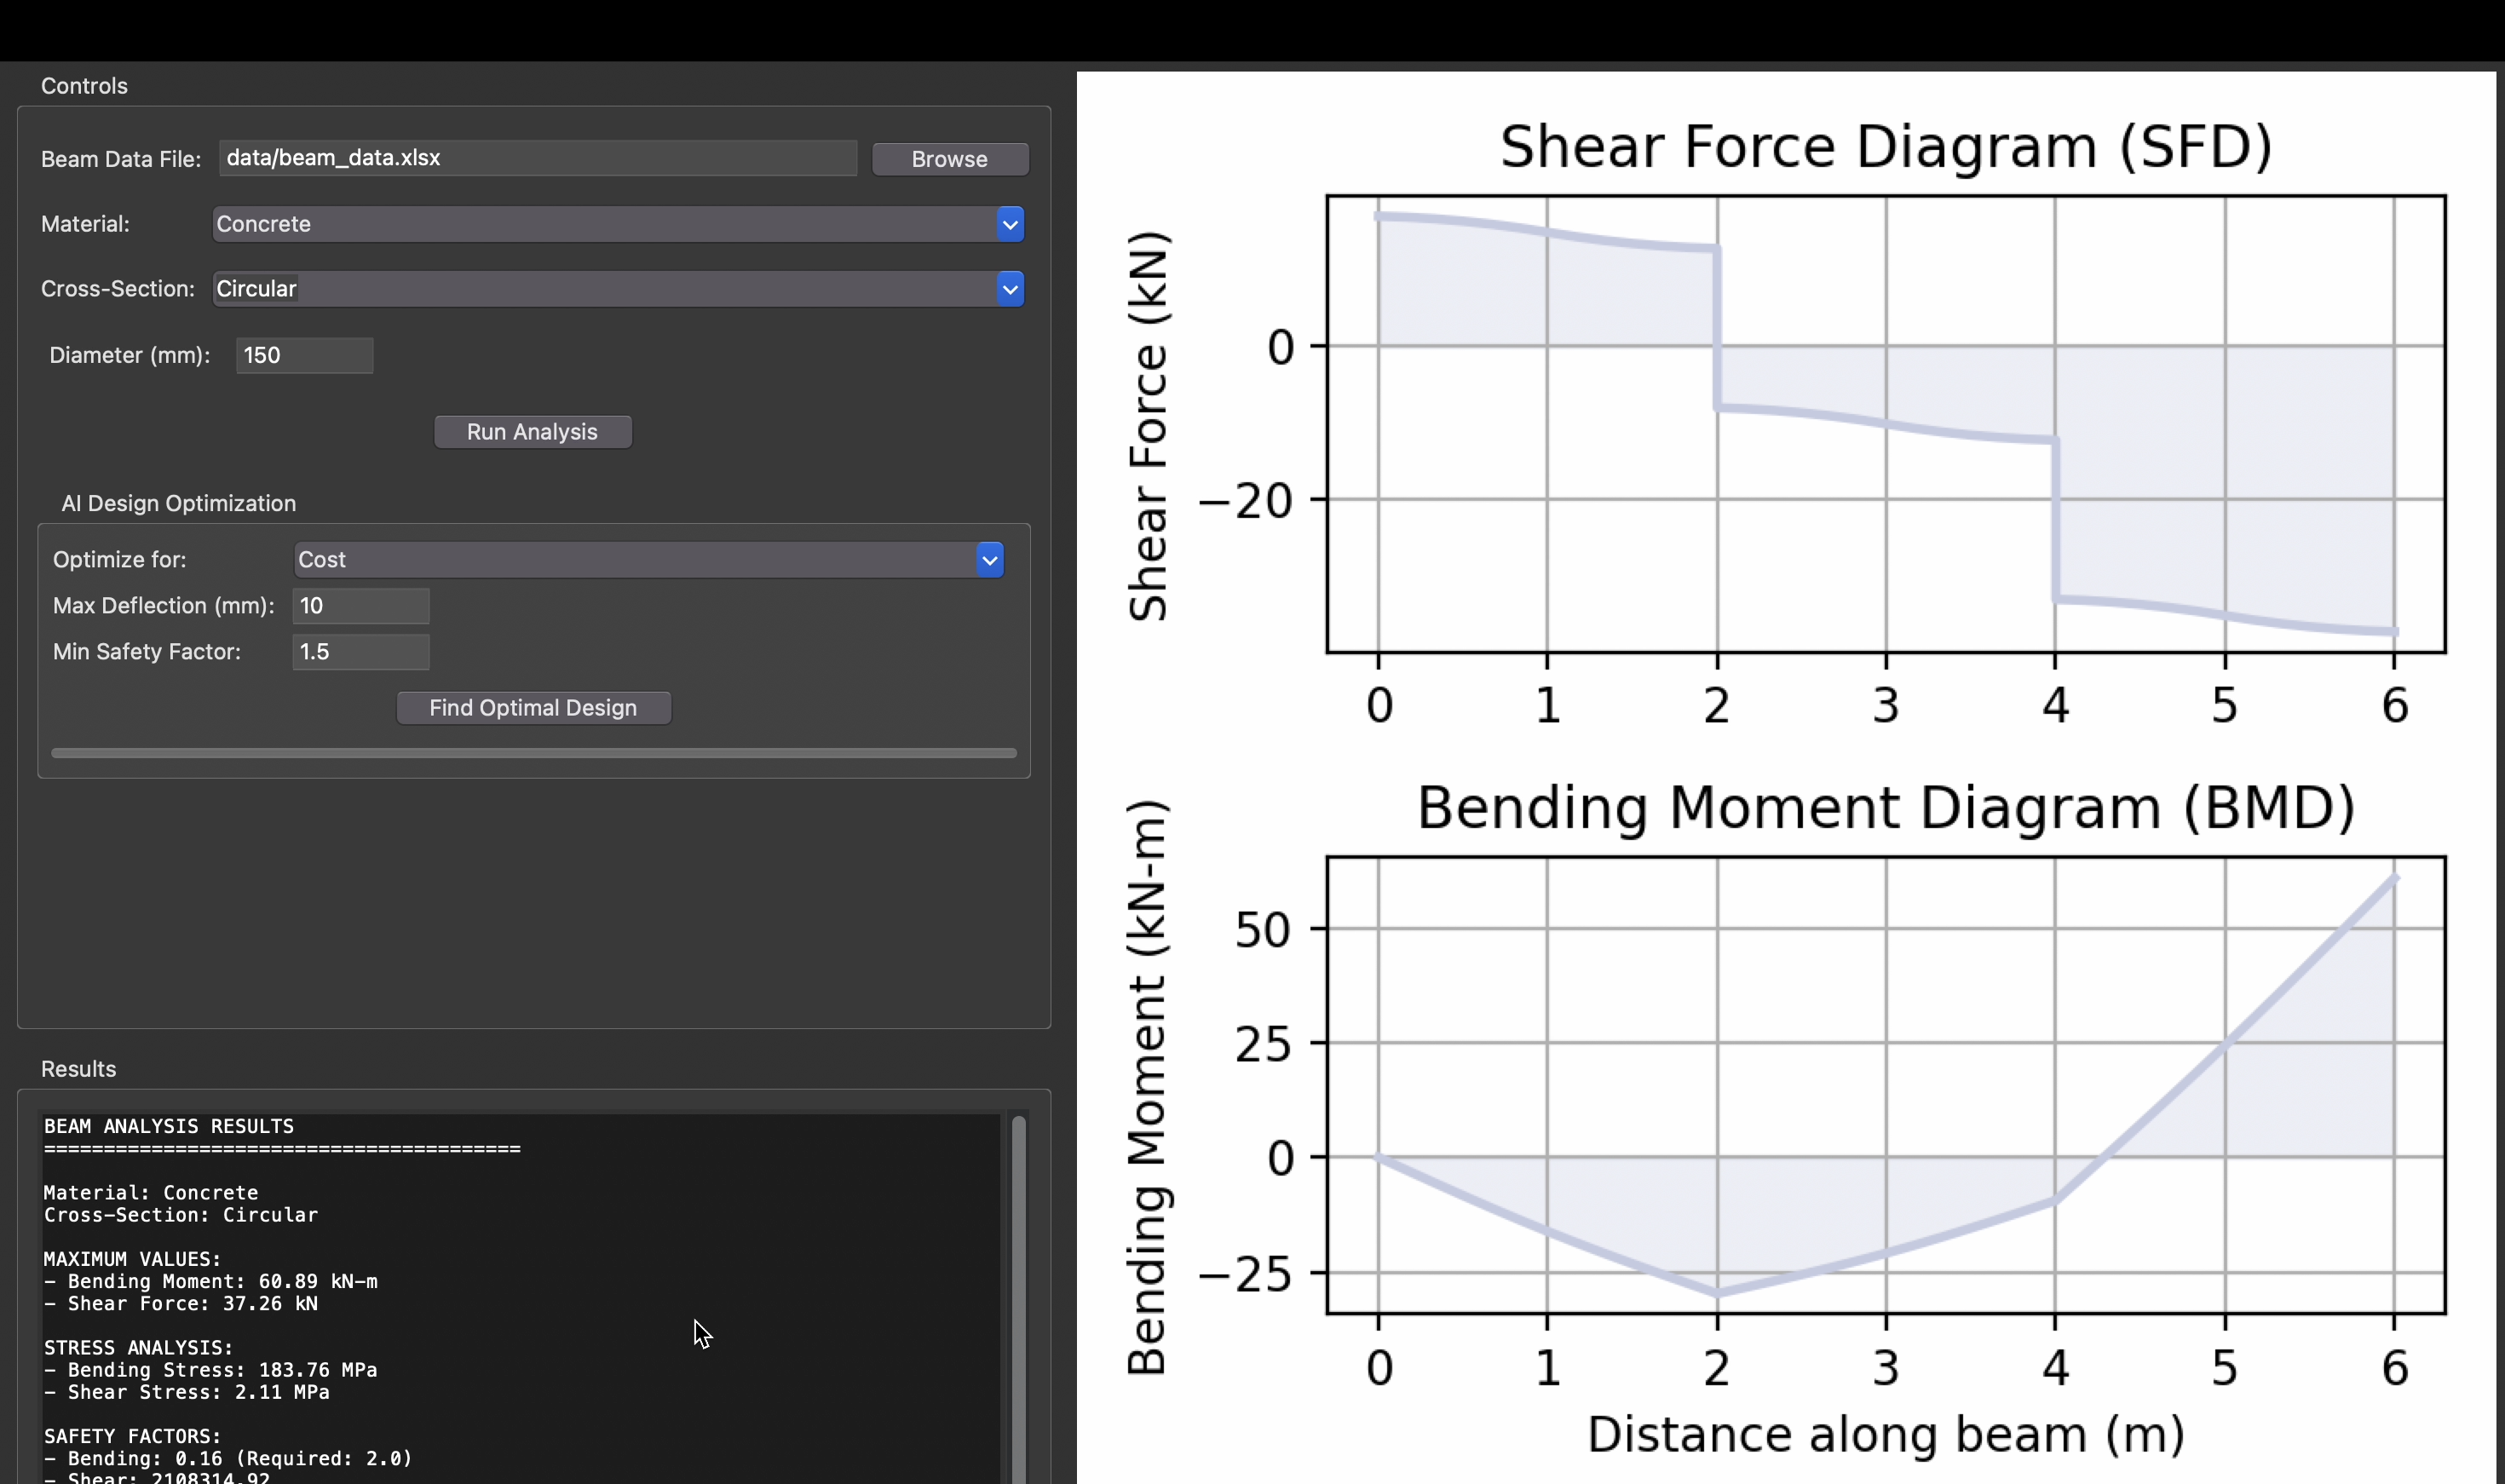 Controls
Beam Data File: data/beam_data.xlsx Browse
Material: Concrete
Cross-Section: Circular
Diameter (mm): 150
Run Analysis
AI Design Optimization
Optimize for: Cost
Max Deflection (mm): 10
Min Safety Factor: 1.5
Find Optimal Design
Results
BEAM ANALYSIS RESULTS
========================================
Material: Concrete
Cross-Section: Circular
MAXIMUM VALUES:
- Bending Moment: 60.89 kN-m
- Shear Force: 37.26 kN
STRESS ANALYSIS:
- Bending Stress: 183.76 MPa
- Shear Stress: 2.11 MPa
SAFETY FACTORS:
- Bending: 0.16 (Required: 2.0)
- Shear: 2108314.92
Shear Force Diagram (SFD)
Shear Force (kN)
0
−20
0 1 2 3 4 5 6
Bending Moment Diagram (BMD)
Bending Moment (kN-m)
50
25
0
−25
0 1 2 3 4 5 6
Distance along beam (m)